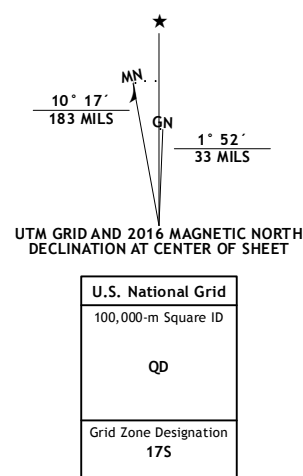 ★
MN
GN
10° 17´
183 MILS
1° 52´
33 MILS
UTM GRID AND 2016 MAGNETIC NORTH
DECLINATION AT CENTER OF SHEET
U.S. National Grid
100,000-m Square ID
QD
Grid Zone Designation
17S